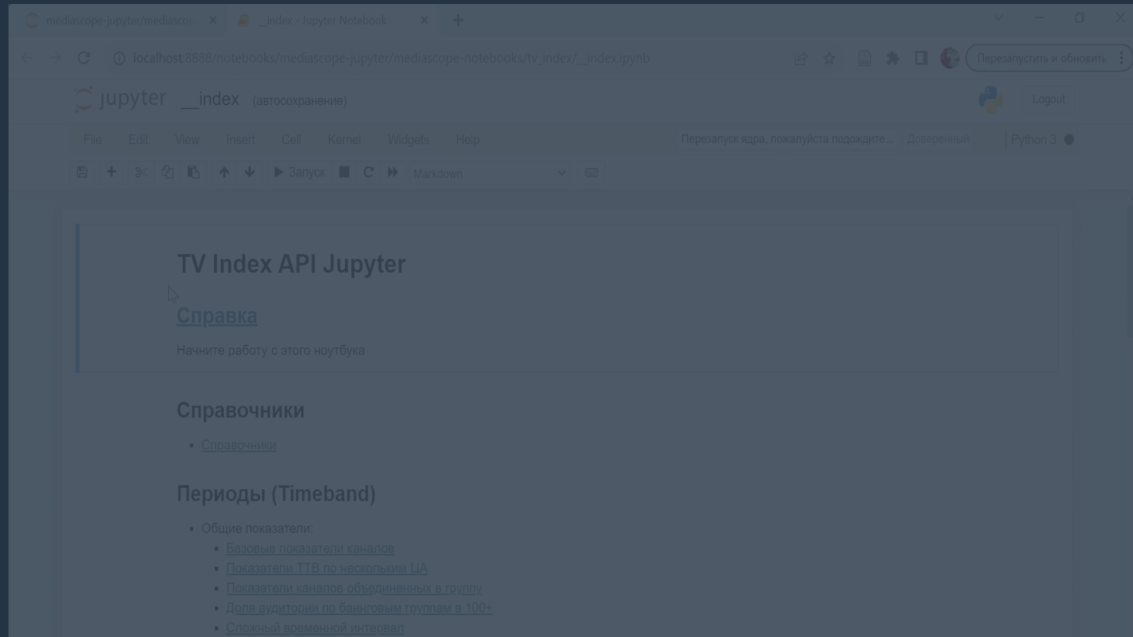 mediascope-jupyter/mediascop
__index - Jupyter Notebook
localhost:8888/notebooks/mediascope-jupyter/mediascope-notebooks/tv_index/__index.ipynb
Перезапустить и обновить
jupyter __index (автосохранение)
Logout
File Edit View Insert Cell Kernel Widgets Help
Перезапуск ядра; пожалуйста подождите... Доверенный Python 3
Запуск
Markdown
TV Index API Jupyter
Справка
Начните работу с этого ноутбука
Справочники
Справочники
Периоды (Timeband)
Общие показатели:
Базовые показатели каналов
Показатели ТТВ по нескольким ЦА
Показатели каналов объединенных в группу
Доля аудитории по баинговым группам в 100+
Сложный временной интервал